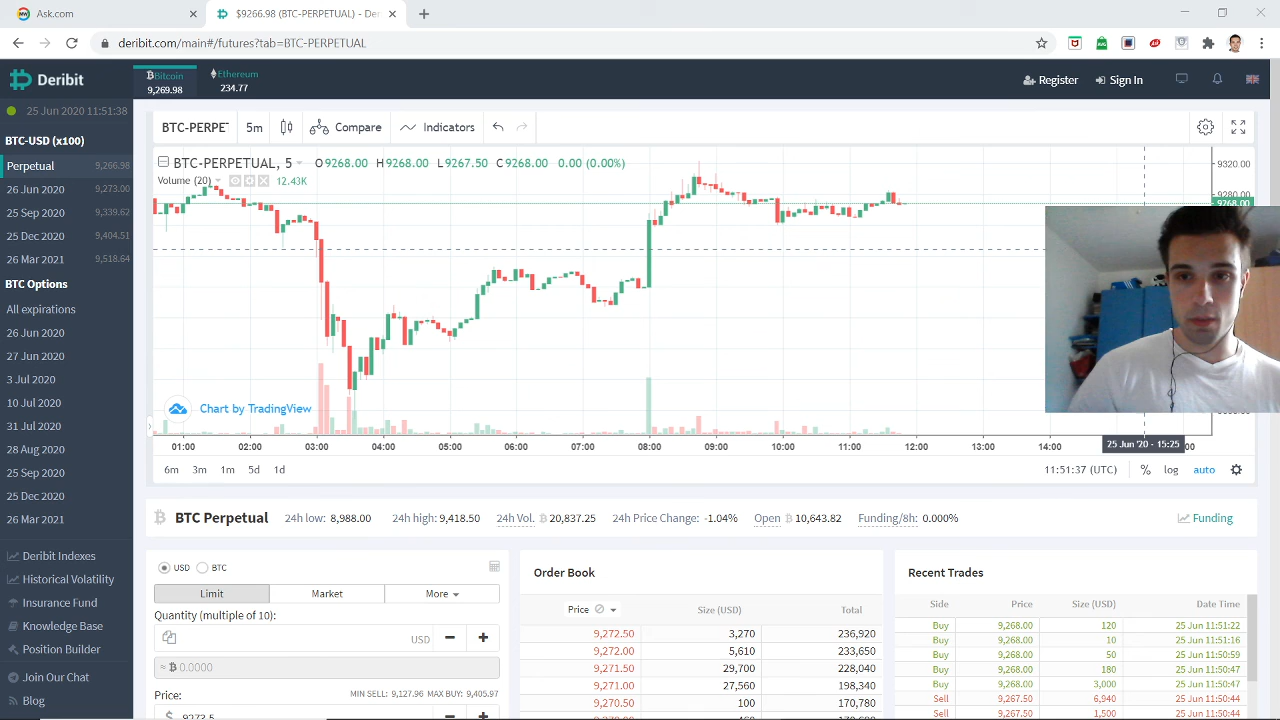 Ask.com
$9266.98 (BTC-PERPETUAL) - De
deribit.com/main#/futures?tab=BTC-PERPETUAL
Deribit
Bitcoin
9,269.98
Ethereum
234.77
Register
Sign In
25 Jun 2020 11:51:38
BTC-USD (x100)
Perpetual 9,266.98
26 Jun 2020 9,273.00
25 Sep 2020 9,339.62
25 Dec 2020 9,404.51
26 Mar 2021 9,518.64
BTC Options
All expirations
26 Jun 2020
27 Jun 2020
3 Jul 2020
10 Jul 2020
31 Jul 2020
28 Aug 2020
25 Sep 2020
25 Dec 2020
26 Mar 2021
Deribit Indexes
Historical Volatility
Insurance Fund
Knowledge Base
Position Builder
Join Our Chat
Blog
BTC-PERPE 5m Compare Indicators
BTC-PERPETUAL, 5 O9268.00 H9268.00 L9267.50 C9268.00 0.00 (0.00%)
Volume (20) 12.43K
9320.00
9280.00
9268.00
Chart by TradingView
01:00 02:00 03:00 04:00 05:00 06:00 07:00 08:00 09:00 10:00 11:00 12:00 13:00 14:00 25 Jun '20 - 15:25 :00
6m 3m 1m 5d 1d 11:51:37 (UTC) % log auto
BTC Perpetual 24h low: 8,988.00 24h high: 9,418.50 24h Vol. 20,837.25 24h Price Change: -1.04% Open 10,643.82 Funding/8h: 0.000% Funding
USD BTC
Limit Market More
Quantity (multiple of 10):
USD - +
≈ ₿ 0.0000
Price: MIN SELL: 9,127.96 MAX BUY: 9,405.97
$ 9273.5 - +
Order Book
Price Size (USD) Total
9,272.50 3,270 236,920
9,272.00 5,610 233,650
9,271.50 29,700 228,040
9,271.00 27,560 198,340
9,270.50 100 170,780
Recent Trades
Side Price Size (USD) Date Time
Buy 9,268.00 120 25 Jun 11:51:22
Buy 9,268.00 10 25 Jun 11:51:16
Buy 9,268.00 50 25 Jun 11:50:59
Buy 9,268.00 180 25 Jun 11:50:47
Buy 9,268.00 3,000 25 Jun 11:50:47
Sell 9,267.50 6,940 25 Jun 11:50:44
Sell 9,267.50 1,500 25 Jun 11:50:44